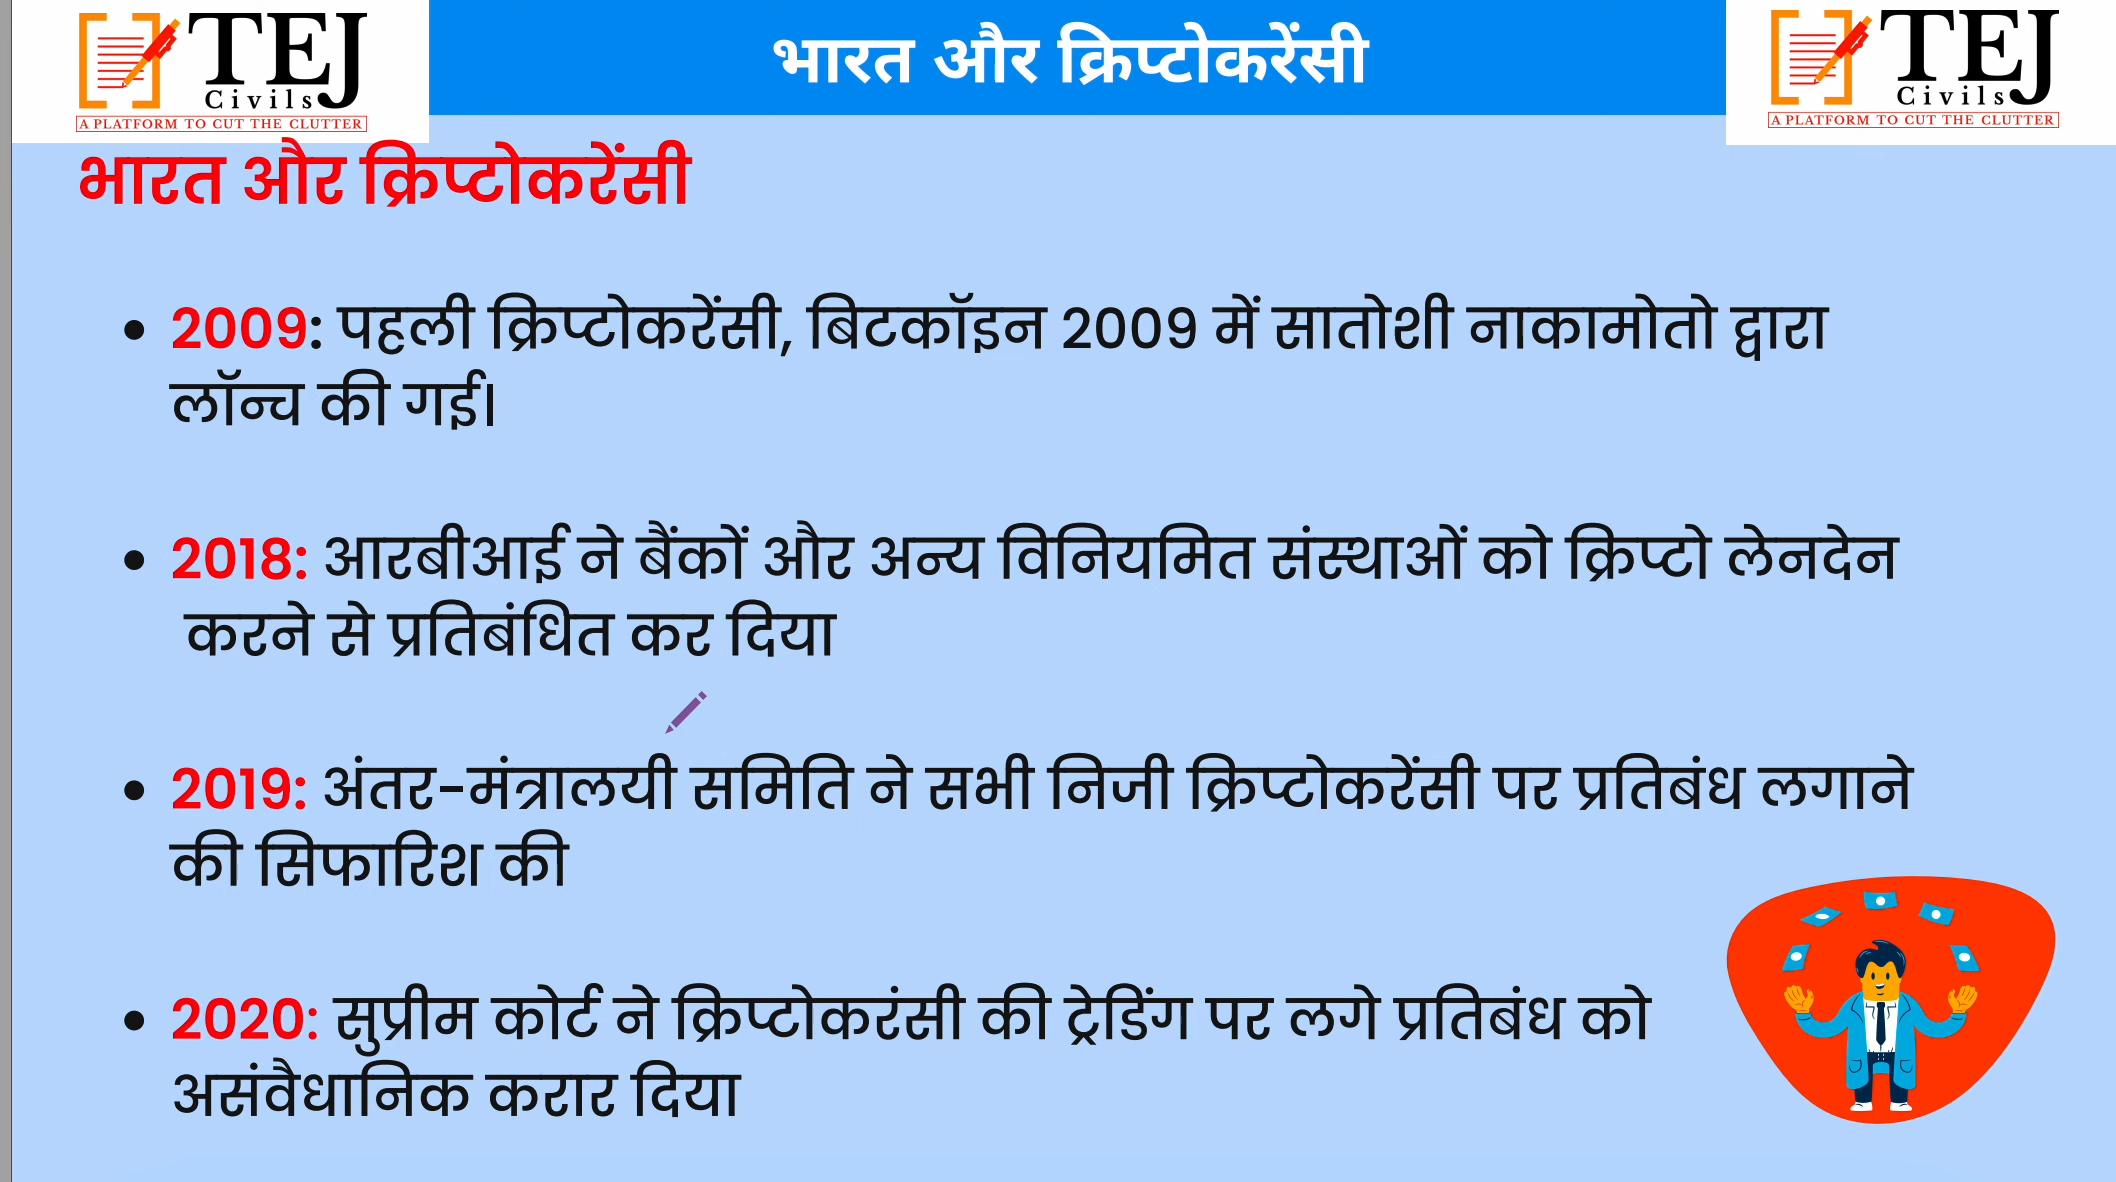 TEJ
Civils
A PLATFORM TO CUT THE CLUTTER
भारत और क्रिप्टोकरेंसी
TEJ
Civils
A PLATFORM TO CUT THE CLUTTER
भारत और क्रिप्टोकरेंसी
2009: पहली क्रिप्टोकरेंसी, बिटकॉइन 2009 में सातोशी नाकामोतो द्वारा
लॉन्च की गई।
2018: आरबीआई ने बैंकों और अन्य विनियमित संस्थाओं को क्रिप्टो लेनदेन
करने से प्रतिबंधित कर दिया
2019: अंतर-मंत्रालयी समिति ने सभी निजी क्रिप्टोकरेंसी पर प्रतिबंध लगाने
की सिफारिश की
2020: सुप्रीम कोर्ट ने क्रिप्टोकरंसी की ट्रेडिंग पर लगे प्रतिबंध को
असंवैधानिक करार दिया